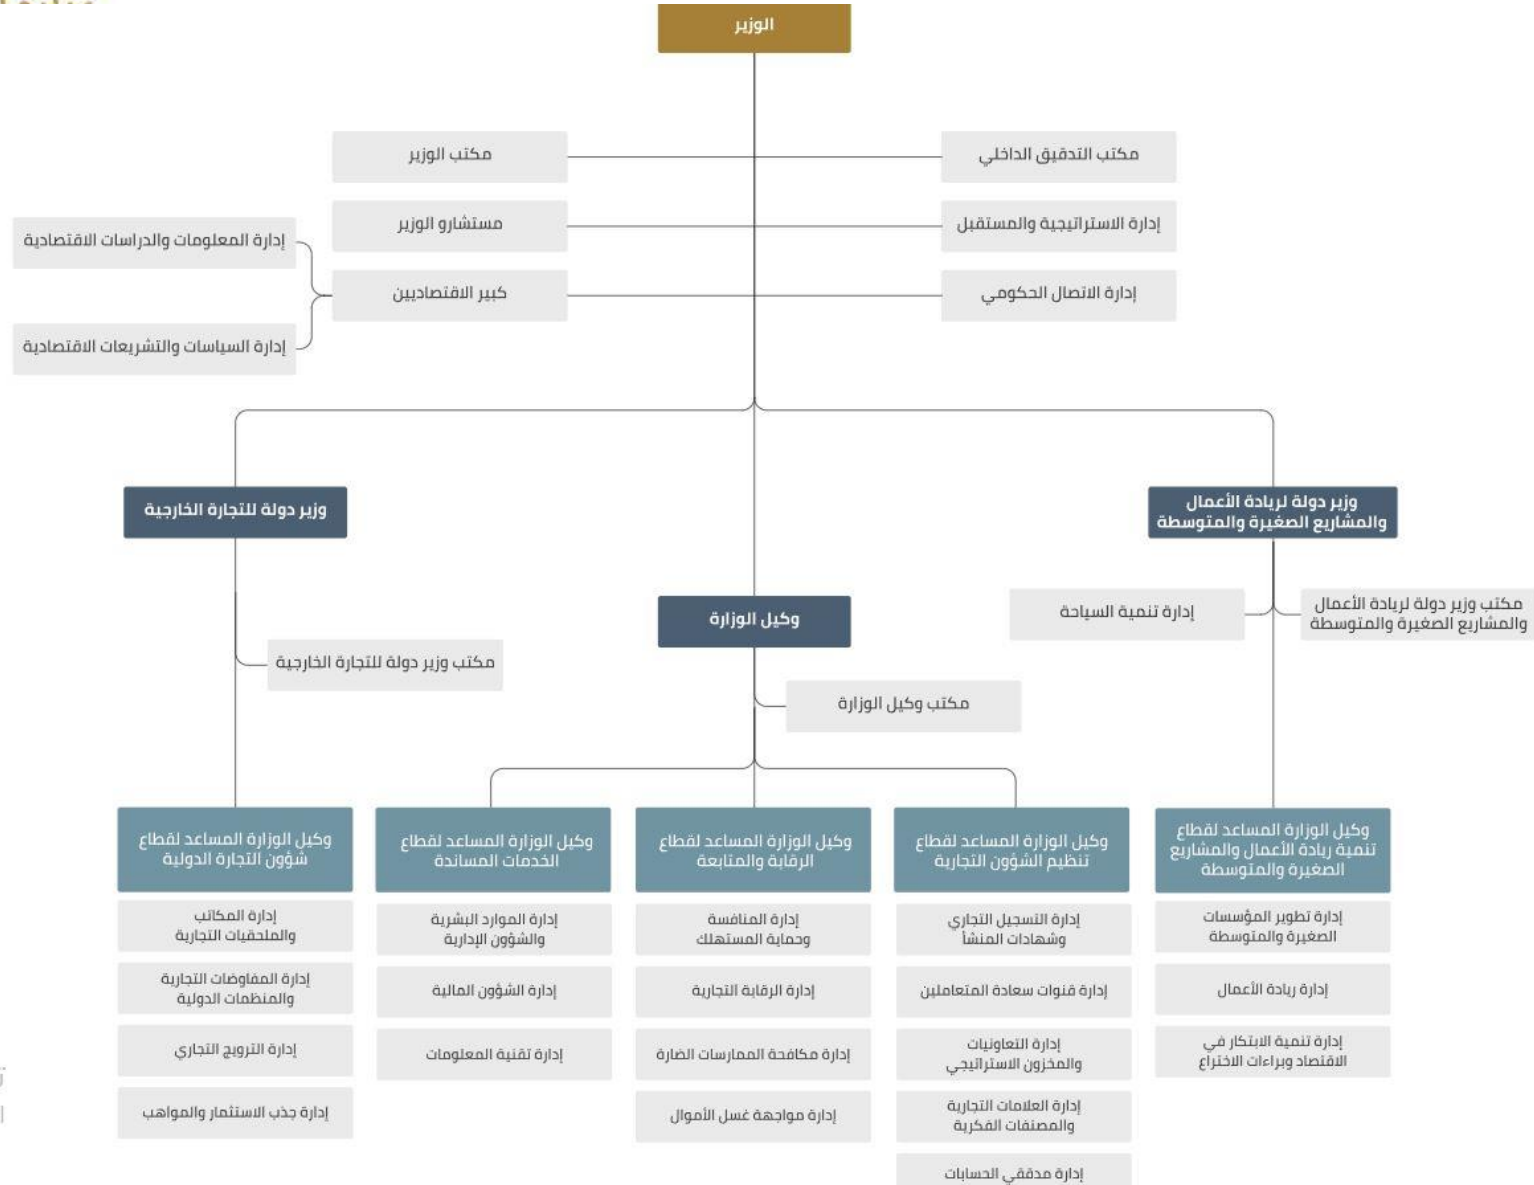 الوزير
مكتب التدقيق الداخلي
مكتب الوزير
إدارة الاستراتيجية والمستقبل
مستشارو الوزير
إدارة الاتصال الحكومي
كبير الاقتصاديين
إدارة المعلومات والدراسات الاقتصادية
إدارة السياسات والتشريعات الاقتصادية
وزير دولة لريادة الأعمال
والمشاريع الصغيرة والمتوسطة
مكتب وزير دولة لريادة الأعمال
والمشاريع الصغيرة والمتوسطة
إدارة تنمية السياحة
وكيل الوزارة
مكتب وكيل الوزارة
وزير دولة للتجارة الخارجية
مكتب وزير دولة للتجارة الخارجية
وكيل الوزارة المساعد لقطاع
تنمية ريادة الأعمال والمشاريع
الصغيرة والمتوسطة
إدارة تطوير المؤسسات
الصغيرة والمتوسطة
إدارة ريادة الأعمال
إدارة تنمية الابتكار في
الاقتصاد وبراءات الاختراع
وكيل الوزارة المساعد لقطاع
تنظيم الشؤون التجارية
إدارة التسجيل التجاري
وشهادات المنشأ
إدارة قنوات سعادة المتعاملين
إدارة التعاونيات
والمخزون الاستراتيجي
إدارة العلامات التجارية
والمصنفات الفكرية
إدارة مدققي الحسابات
وكيل الوزارة المساعد لقطاع
الرقابة والمتابعة
إدارة المنافسة
وحماية المستهلك
إدارة الرقابة التجارية
إدارة مكافحة الممارسات الضارة
إدارة مواجهة غسل الأموال
وكيل الوزارة المساعد لقطاع
الخدمات المساندة
إدارة الموارد البشرية
والشؤون الإدارية
إدارة الشؤون المالية
إدارة تقنية المعلومات
وكيل الوزارة المساعد لقطاع
شؤون التجارة الدولية
إدارة المكاتب
والملحقيات التجارية
إدارة المفاوضات التجارية
والمنظمات الدولية
إدارة الترويج التجاري
إدارة جذب الاستثمار والمواهب